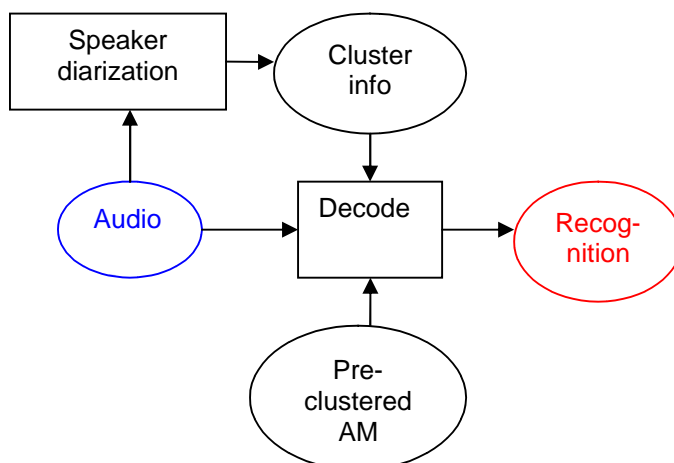 Speaker
diarization
Cluster
info
Audio
Decode
Recog-
nition
Pre-
clustered
AM